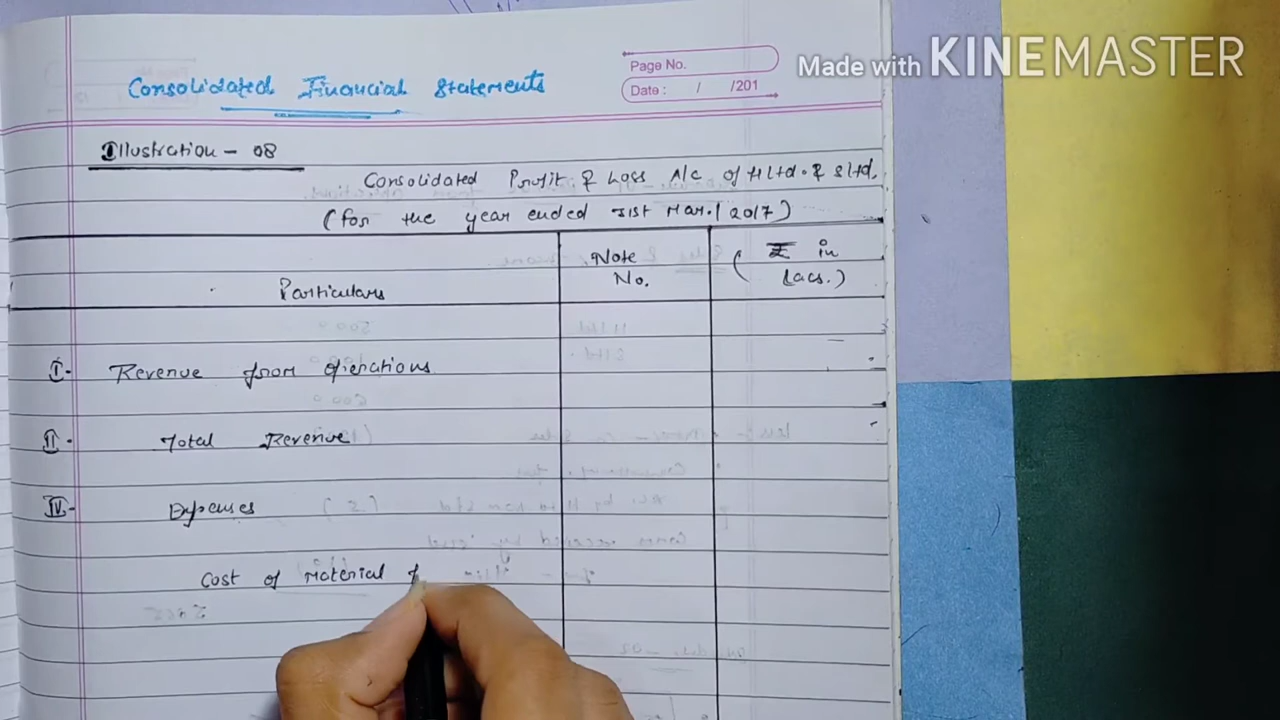 Made with KINEMASTER
Page No.
Date : / /201
Consolidated Financial Statements
Illustration - 08
Consolidated Profit & Loss A/c of H Ltd. & S Ltd.
(for the year ended 31st Mar. 2017)
Particulars
Note No.
(₹ in lacs.)
I. Revenue from operations
II. Total Revenue
IV. Expenses
Cost of Material